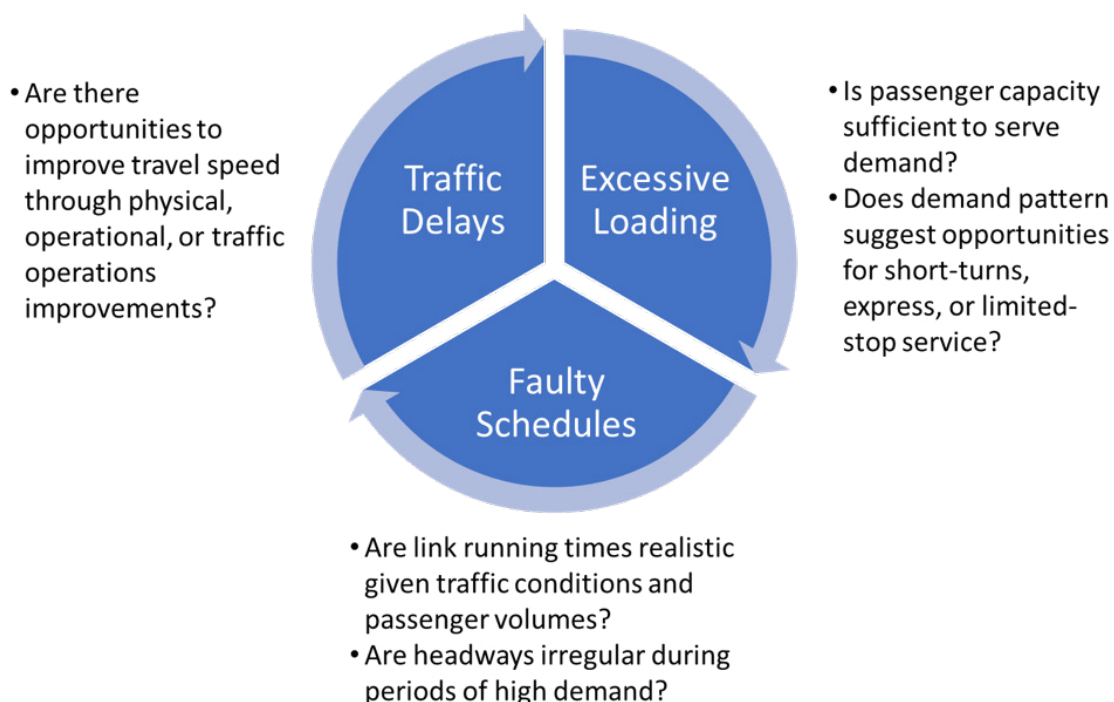 • Are there
opportunities to
improve travel speed
through physical,
operational, or traffic
operations
improvements?
Traffic
Delays
Excessive
Loading
• Is passenger capacity
sufficient to serve
demand?
• Does demand pattern
suggest opportunities
for short-turns,
express, or limited-
stop service?
Faulty
Schedules
• Are link running times realistic
given traffic conditions and
passenger volumes?
• Are headways irregular during
periods of high demand?